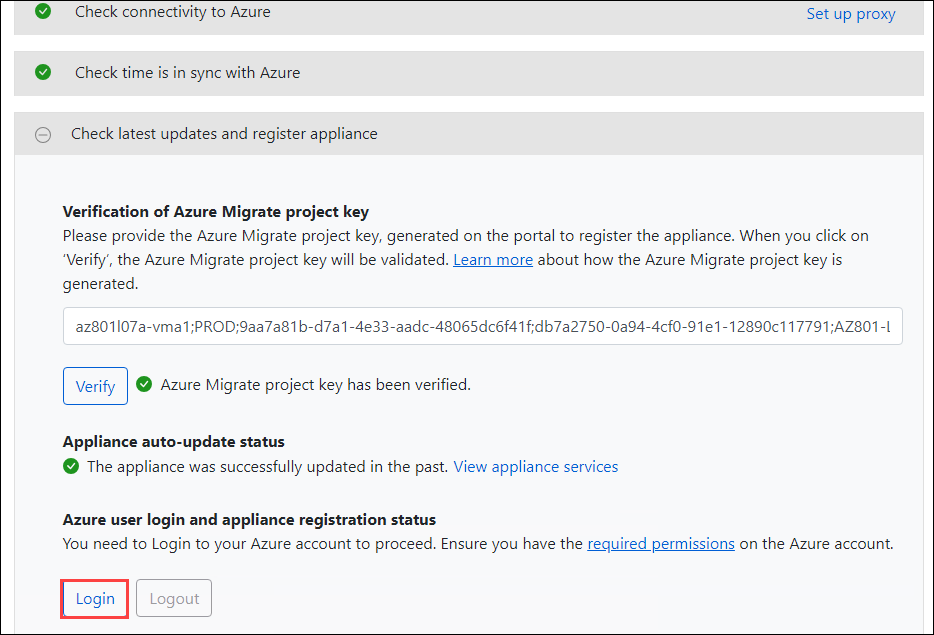 Check connectivity to Azure
Set up proxy
Check time is in sync with Azure
Check latest updates and register appliance
Verification of Azure Migrate project key
Please provide the Azure Migrate project key, generated on the portal to register the appliance. When you click on
‘Verify’, the Azure Migrate project key will be validated. Learn more about how the Azure Migrate project key is
generated.
az801l07a-vma1;PROD;9aa7a81b-d7a1-4e33-aadc-48065dc6f41f;db7a2750-0a94-4cf0-91e1-12890c117791;AZ801-L
Verify
Azure Migrate project key has been verified.
Appliance auto-update status
The appliance was successfully updated in the past. View appliance services
Azure user login and appliance registration status
You need to Login to your Azure account to proceed. Ensure you have the required permissions on the Azure account.
Login
Logout